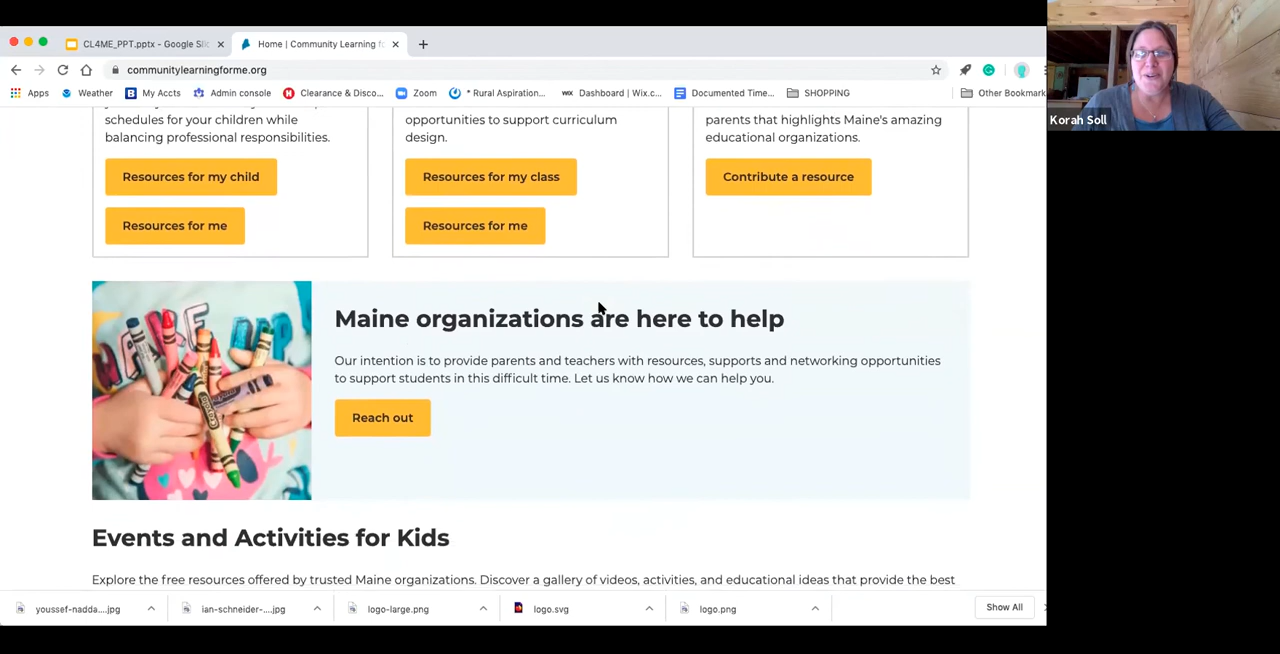 CL4ME_PPT.pptx - Google Slic
Home | Community Learning fo
communitylearningforme.org
Apps
Weather
My Accts
Admin console
Clearance & Disco...
Zoom
* Rural Aspiration...
WIX Dashboard | Wix.c...
Documented Time...
SHOPPING
Other Bookmark
schedules for your children while
balancing professional responsibilities.
Resources for my child
Resources for me
opportunities to support curriculum
design.
Resources for my class
Resources for me
parents that highlights Maine's amazing
educational organizations.
Contribute a resource
Maine organizations are here to help
Our intention is to provide parents and teachers with resources, supports and networking opportunities
to support students in this difficult time. Let us know how we can help you.
Reach out
Events and Activities for Kids
Explore the free resources offered by trusted Maine organizations. Discover a gallery of videos, activities, and educational ideas that provide the best
youssef-nadda....jpg
ian-schneider-....jpg
logo-large.png
logo.svg
logo.png
Show All
Korah Soll